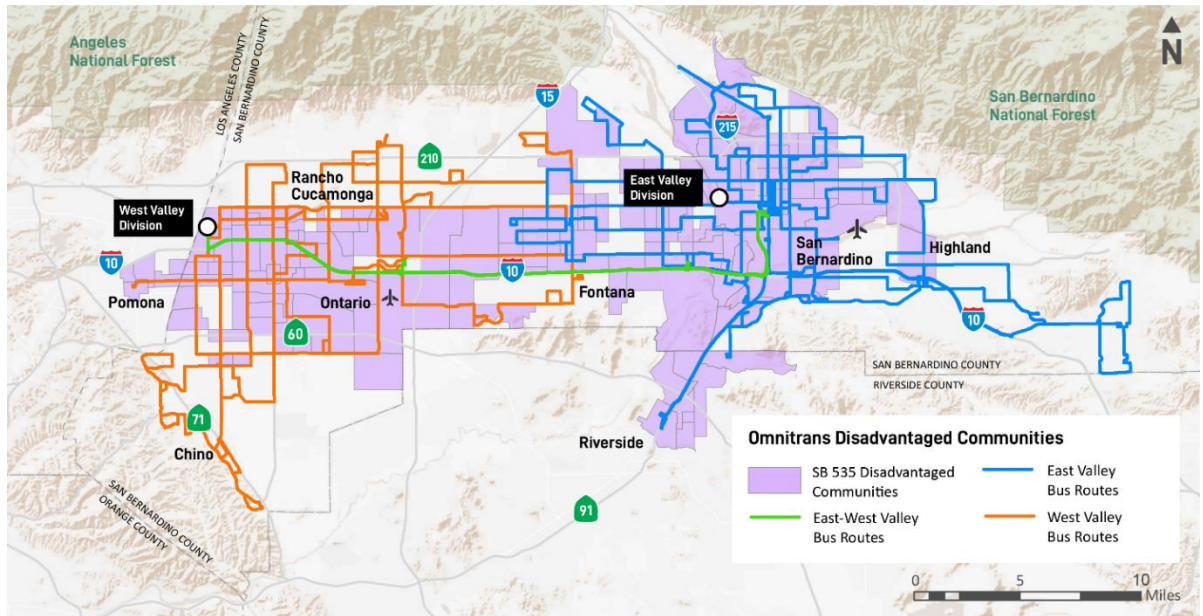 Angeles
National Forest
LOS ANGELES COUNTY
SAN BERNARDINO COUNTY
N
San Bernardino
National Forest
15
215
210
Rancho
Cucamonga
East Valley
Division
West Valley
Division
San
Bernardino
Highland
10
10
Pomona
Ontario
Fontana
10
60
SAN BERNARDINO COUNTY
RIVERSIDE COUNTY
71
Chino
Riverside
SAN BERNARDINO COUNTY
ORANGE COUNTY
91
Omnitrans Disadvantaged Communities
SB 535 Disadvantaged
Communities
East Valley
Bus Routes
East-West Valley
Bus Routes
West Valley
Bus Routes
0 5 10
Miles